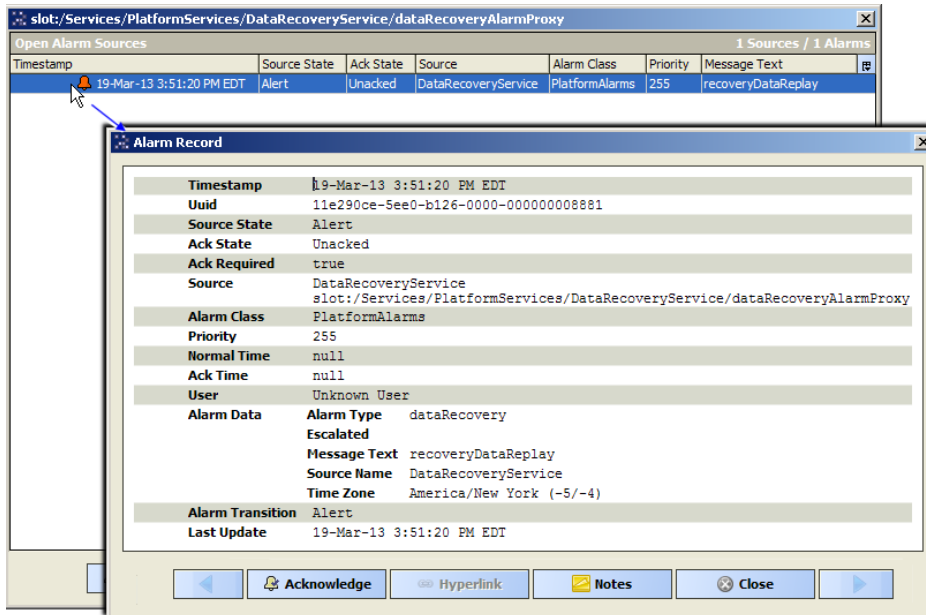 slot:/Services/PlatformServices/DataRecoveryService/dataRecoveryAlarmProxy
Open Alarm Sources 1 Sources / 1 Alarms
Timestamp Source State Ack State Source Alarm Class Priority Message Text
19-Mar-13 3:51:20 PM EDT Alert Unacked DataRecoveryService PlatformAlarms 255 recoveryDataReplay
Alarm Record
Timestamp 19-Mar-13 3:51:20 PM EDT
Uuid 11e290ce-5ee0-b126-0000-000000008881
Source State Alert
Ack State Unacked
Ack Required true
Source DataRecoveryService
slot:/Services/PlatformServices/DataRecoveryService/dataRecoveryAlarmProxy
Alarm Class PlatformAlarms
Priority 255
Normal Time null
Ack Time null
User Unknown User
Alarm Data Alarm Type dataRecovery
Escalated
Message Text recoveryDataReplay
Source Name DataRecoveryService
Time Zone America/New York (-5/-4)
Alarm Transition Alert
Last Update 19-Mar-13 3:51:20 PM EDT
Acknowledge Hyperlink Notes Close